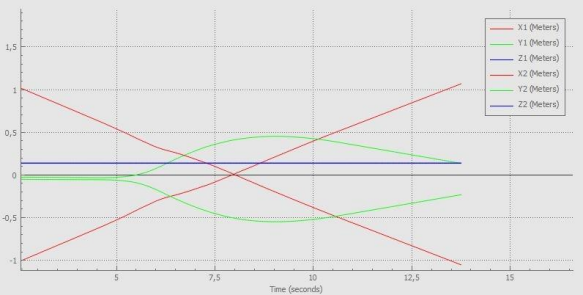 1,5
1
0,5
0
-0,5
-1
5
7,5
10
12,5
15
Time (seconds)
X1 (Meters)
Y1 (Meters)
Z1 (Meters)
X2 (Meters)
Y2 (Meters)
Z2 (Meters)